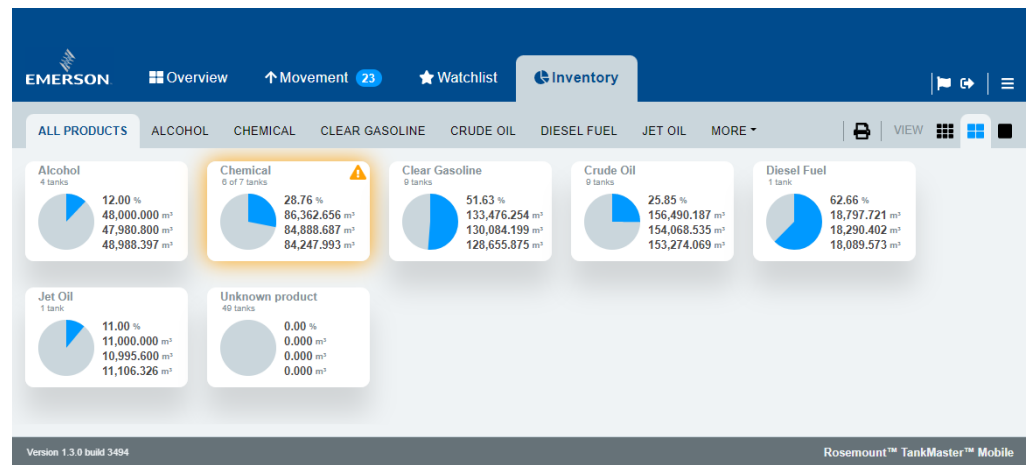 EMERSON
Overview
Movement 23
Watchlist
Inventory
ALL PRODUCTS
ALCOHOL
CHEMICAL
CLEAR GASOLINE
CRUDE OIL
DIESEL FUEL
JET OIL
MORE
VIEW
Alcohol
4 tanks
12.00 %
48,000.000 m³
47,980.800 m³
48,988.397 m³
Chemical
6 of 7 tanks
28.76 %
86,362.656 m³
84,888.687 m³
84,247.993 m³
Clear Gasoline
9 tanks
51.63 %
133,476.254 m³
130,084.199 m³
128,655.875 m³
Crude Oil
9 tanks
25.85 %
156,490.187 m³
154,068.535 m³
153,274.069 m³
Diesel Fuel
1 tank
62.66 %
18,797.721 m³
18,290.402 m³
18,089.573 m³
Jet Oil
1 tank
11.00 %
11,000.000 m³
10,995.600 m³
11,106.326 m³
Unknown product
49 tanks
0.00 %
0.000 m³
0.000 m³
0.000 m³
Version 1.3.0 build 3494
Rosemount™ TankMaster™ Mobile